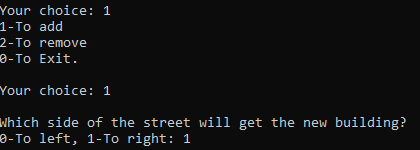 Your choice: 1
1-To add
2-To remove
0-To Exit.
Your choice: 1
Which side of the street will get the new building?
0-To left, 1-To right: 1